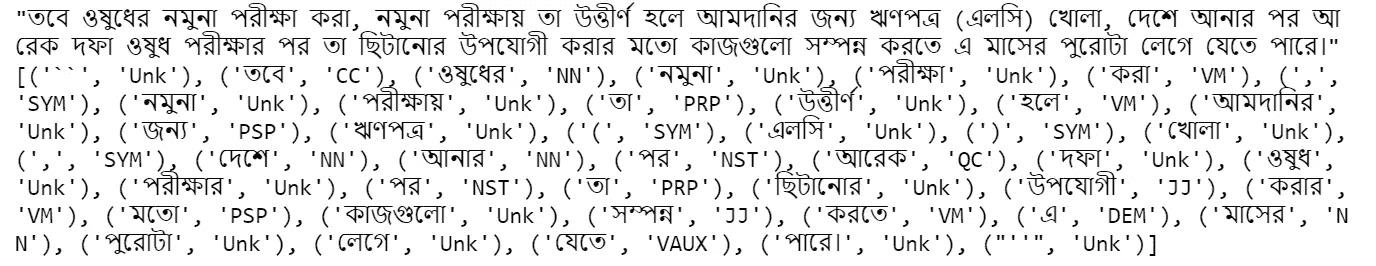 "তবে ওষুধের নমুনা পরীক্ষা করা, নমুনা পরীক্ষায় তা উত্তীর্ণ হলে আমদানির জন্য ঋণপত্র (এলসি) খোলা, দেশে আনার পর আ
রেক দফা ওষুধ পরীক্ষার পর তা ছিটানোর উপযোগী করার মতো কাজগুলো সম্পন্ন করতে এ মাসের পুরোটা লেগে যেতে পারে।"
[('``', 'Unk'), ('তবে', 'CC'), ('ওষুধের', 'NN'), ('নমুনা', 'Unk'), ('পরীক্ষা', 'Unk'), ('করা', 'VM'), (',',
'SYM'), ('নমুনা', 'Unk'), ('পরীক্ষায়', 'Unk'), ('তা', 'PRP'), ('উত্তীর্ণ', 'Unk'), ('হলে', 'VM'), ('আমদানির',
'Unk'), ('জন্য', 'PSP'), ('ঋণপত্র', 'Unk'), ('(', 'SYM'), ('এলসি', 'Unk'), (')', 'SYM'), ('খোলা', 'Unk'),
(',', 'SYM'), ('দেশে', 'NN'), ('আনার', 'NN'), ('পর', 'NST'), ('আরেক', 'QC'), ('দফা', 'Unk'), ('ওষুধ',
'Unk'), ('পরীক্ষার', 'Unk'), ('পর', 'NST'), ('তা', 'PRP'), ('ছিটানোর', 'Unk'), ('উপযোগী', 'JJ'), ('করার',
'VM'), ('মতো', 'PSP'), ('কাজগুলো', 'Unk'), ('সম্পন্ন', 'JJ'), ('করতে', 'VM'), ('এ', 'DEM'), ('মাসের', 'N
N'), ('পুরোটা', 'Unk'), ('লেগে', 'Unk'), ('যেতে', 'VAUX'), ('পারে।', 'Unk'), ("''", 'Unk')]